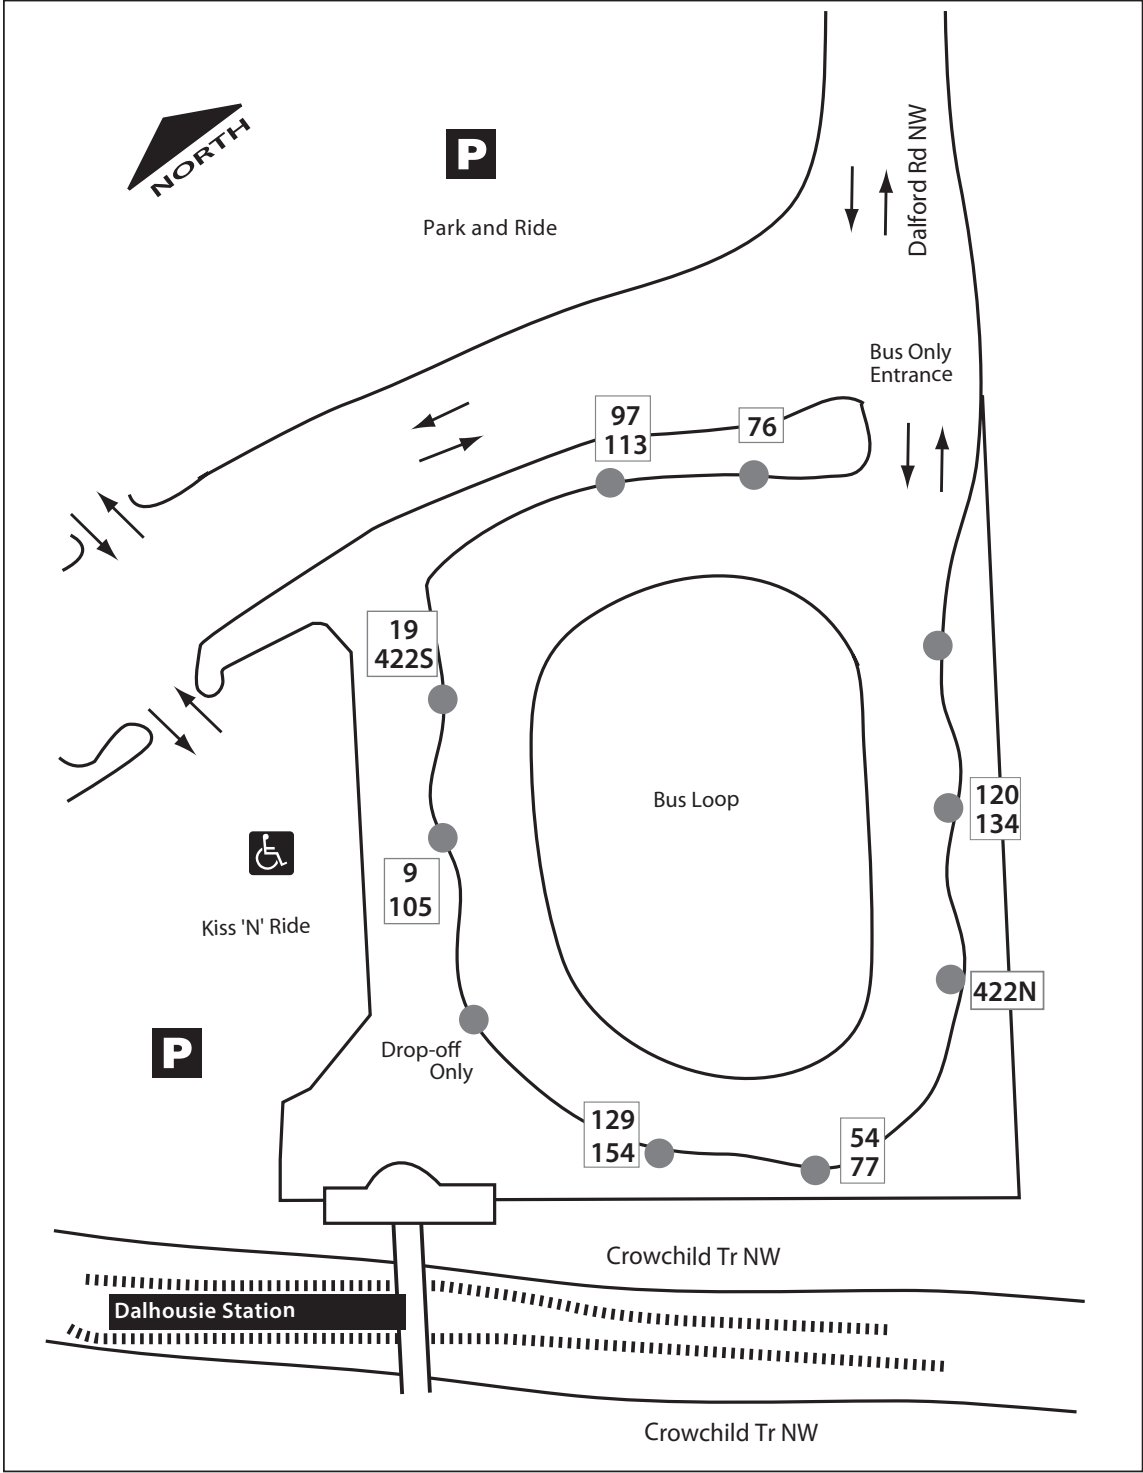 NORTH
P
Park and Ride
Dalford Rd NW
Bus Only
Entrance
97
113
76
19
422S
Bus Loop
120
134
9
105
Kiss 'N' Ride
422N
P
Drop-off
Only
129
154
54
77
Crowchild Tr NW
Dalhousie Station
Crowchild Tr NW